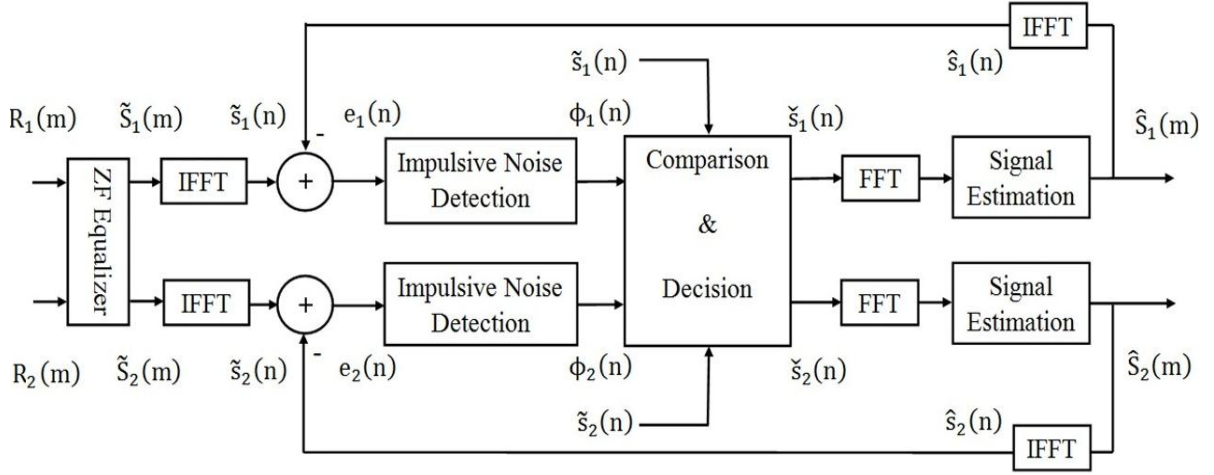 IFFT
ŝ₁(n)
s̃₁(n)
R₁(m)
S̃₁(m)
s̃₁(n)
-
e₁(n)
ϕ₁(n)
š₁(n)
Ŝ₁(m)
ZF Equalizer
IFFT
+
Impulsive Noise
Detection
Comparison
&
Decision
FFT
Signal
Estimation
IFFT
+
Impulsive Noise
Detection
FFT
Signal
Estimation
R₂(m)
S̃₂(m)
s̃₂(n)
-
e₂(n)
ϕ₂(n)
š₂(n)
Ŝ₂(m)
s̃₂(n)
ŝ₂(n)
IFFT